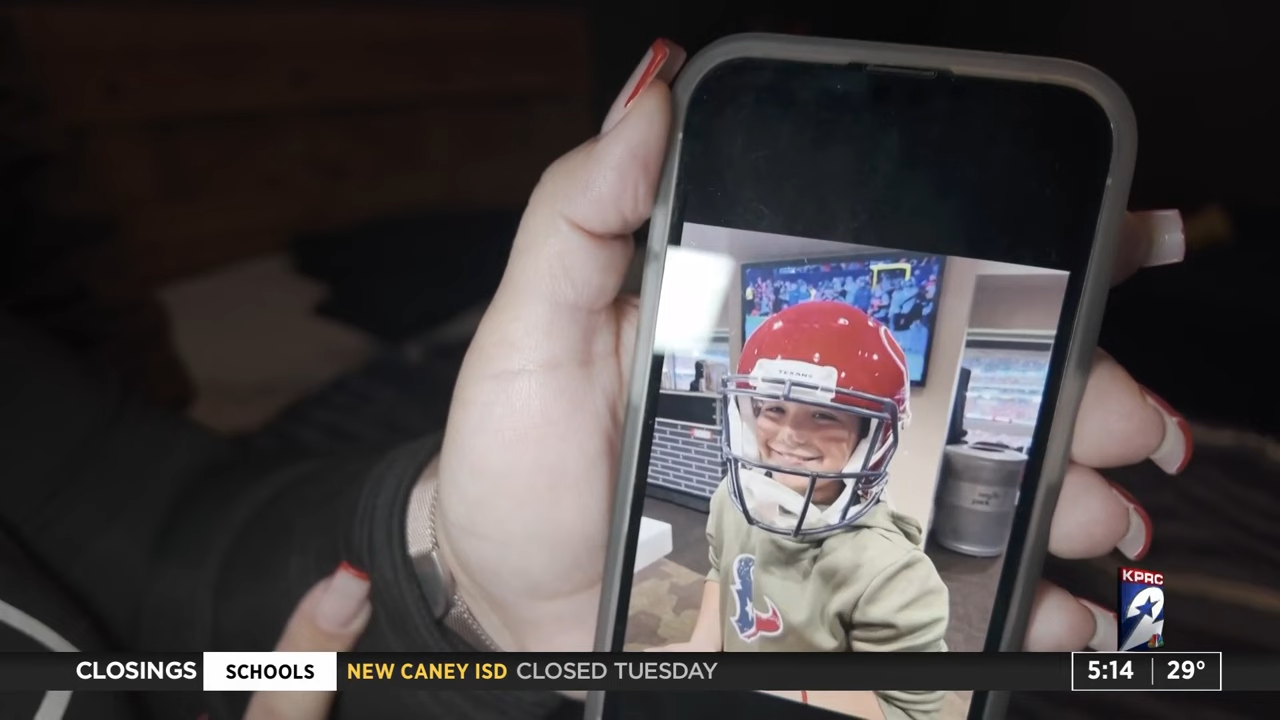 TEXANS
KPRC
2
CLOSINGS SCHOOLS NEW CANEY ISD CLOSED TUESDAY 5:14 29°